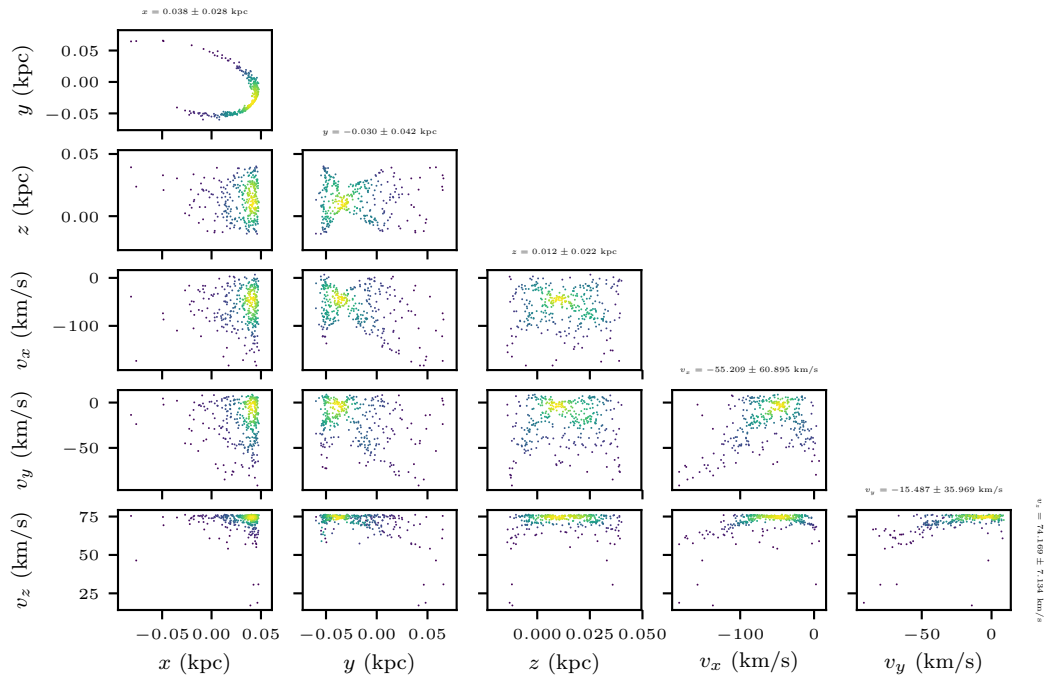 x = 0.038 ± 0.028 kpc
y (kpc)
0.05
0.00
−0.05
y = −0.030 ± 0.042 kpc
z (kpc)
0.05
0.00
z = 0.012 ± 0.022 kpc
v_x (km/s)
0
−100
v_x = −55.209 ± 60.895 km/s
v_y (km/s)
0
−50
v_y = −15.487 ± 35.969 km/s
v_z (km/s)
75
50
25
v_z = 74.169 ± 7.134 km/s
−0.05 0.00 0.05
−0.05 0.00 0.05
0.000 0.025 0.050
−100 0
−50 0
x (kpc)
y (kpc)
z (kpc)
v_x (km/s)
v_y (km/s)